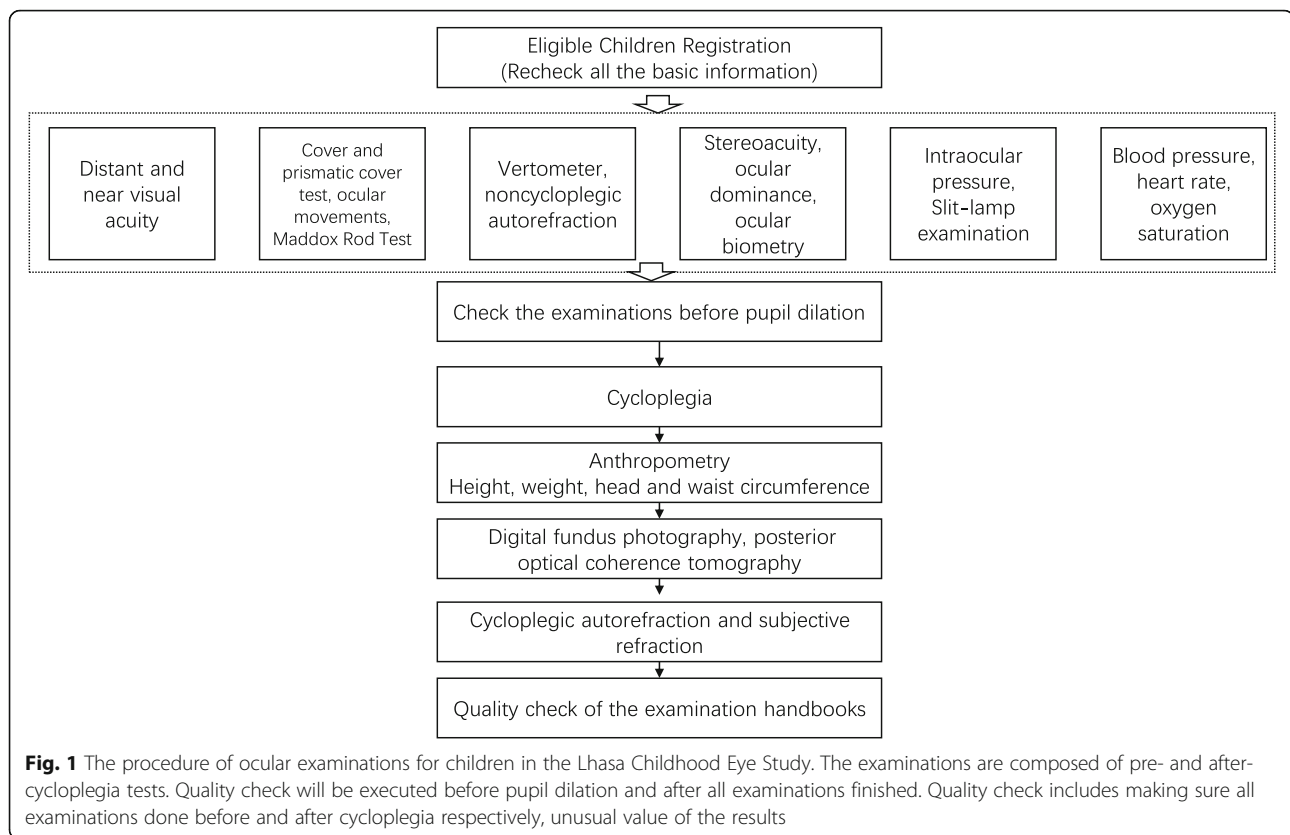 Eligible Children Registration
(Recheck all the basic information)
Distant and
near visual
acuity
Cover and
prismatic cover
test, ocular
movements,
Maddox Rod Test
Vertometer,
noncycloplegic
autorefraction
Stereoacuity,
ocular
dominance,
ocular
biometry
Intraocular
pressure,
Slit-lamp
examination
Blood pressure,
heart rate,
oxygen
saturation
Check the examinations before pupil dilation
Cycloplegia
Anthropometry
Height, weight, head and waist circumference
Digital fundus photography, posterior
optical coherence tomography
Cycloplegic autorefraction and subjective
refraction
Quality check of the examination handbooks
Fig. 1 The procedure of ocular examinations for children in the Lhasa Childhood Eye Study. The examinations are composed of pre- and after-
cycloplegia tests. Quality check will be executed before pupil dilation and after all examinations finished. Quality check includes making sure all
examinations done before and after cycloplegia respectively, unusual value of the results